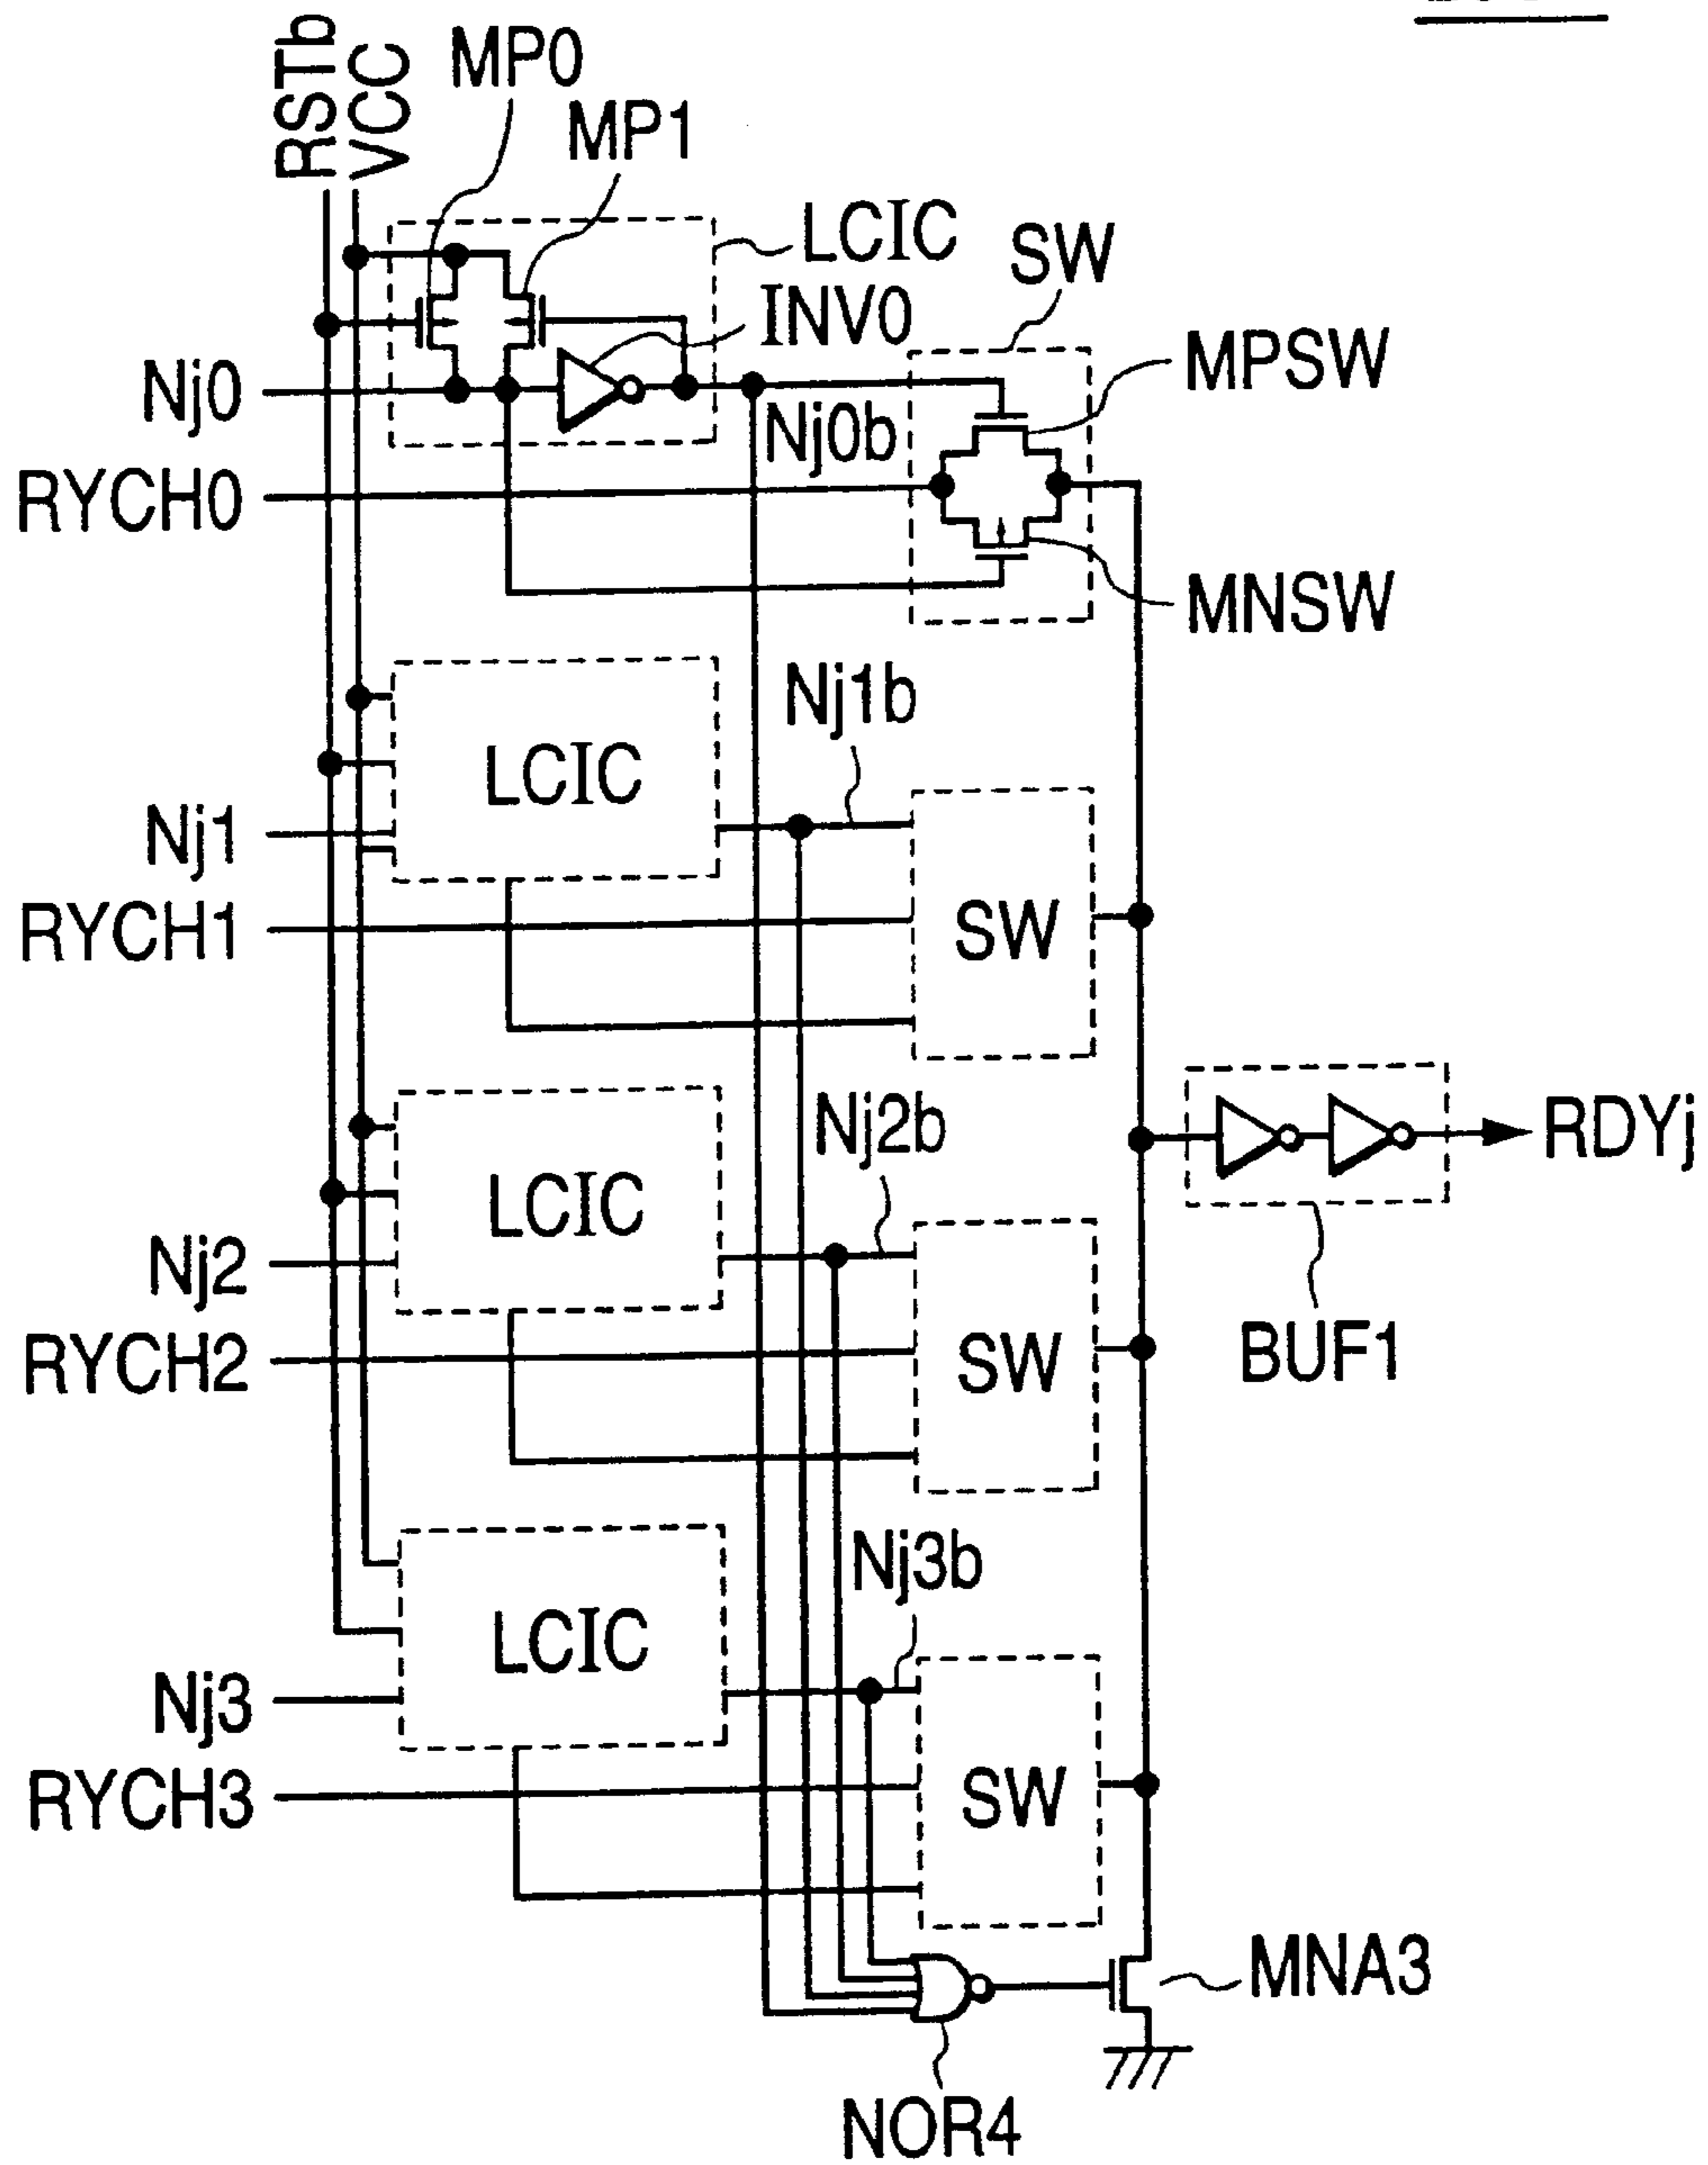 RSTb
VCC
MP0
MP1
LCIC
SW
INV0
MPSW
Nj0
Nj0b
RYCH0
MNSW
Nj1b
LCIC
Nj1
RYCH1
SW
Nj2b
RDYj
LCIC
Nj2
BUF1
RYCH2
SW
Nj3b
LCIC
Nj3
RYCH3
SW
MNA3
NOR4